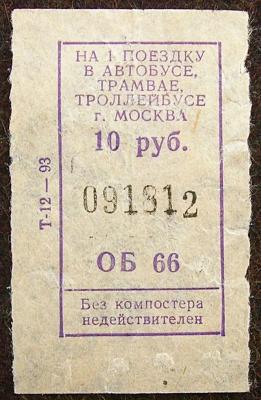 НА 1 ПОЕЗДКУ
В АВТОБУСЕ,
ТРАМВАЕ,
ТРОЛЛЕЙБУСЕ
г. МОСКВА
10 руб.
091812
ОБ 66
Без компостера
недействителен
Т-12 — 93